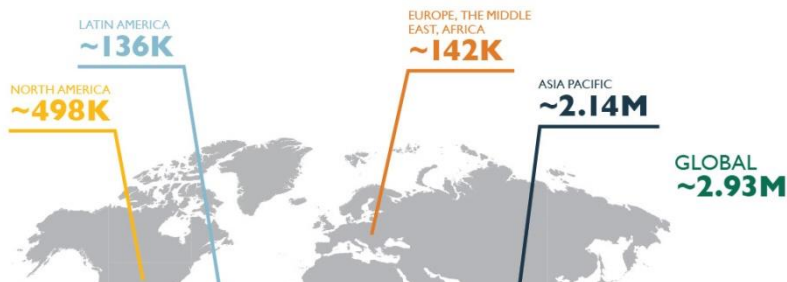 LATIN AMERICA
~136K
EUROPE, THE MIDDLE
EAST, AFRICA
~142K
NORTH AMERICA
~498K
ASIA PACIFIC
~2.14M
GLOBAL
~2.93M